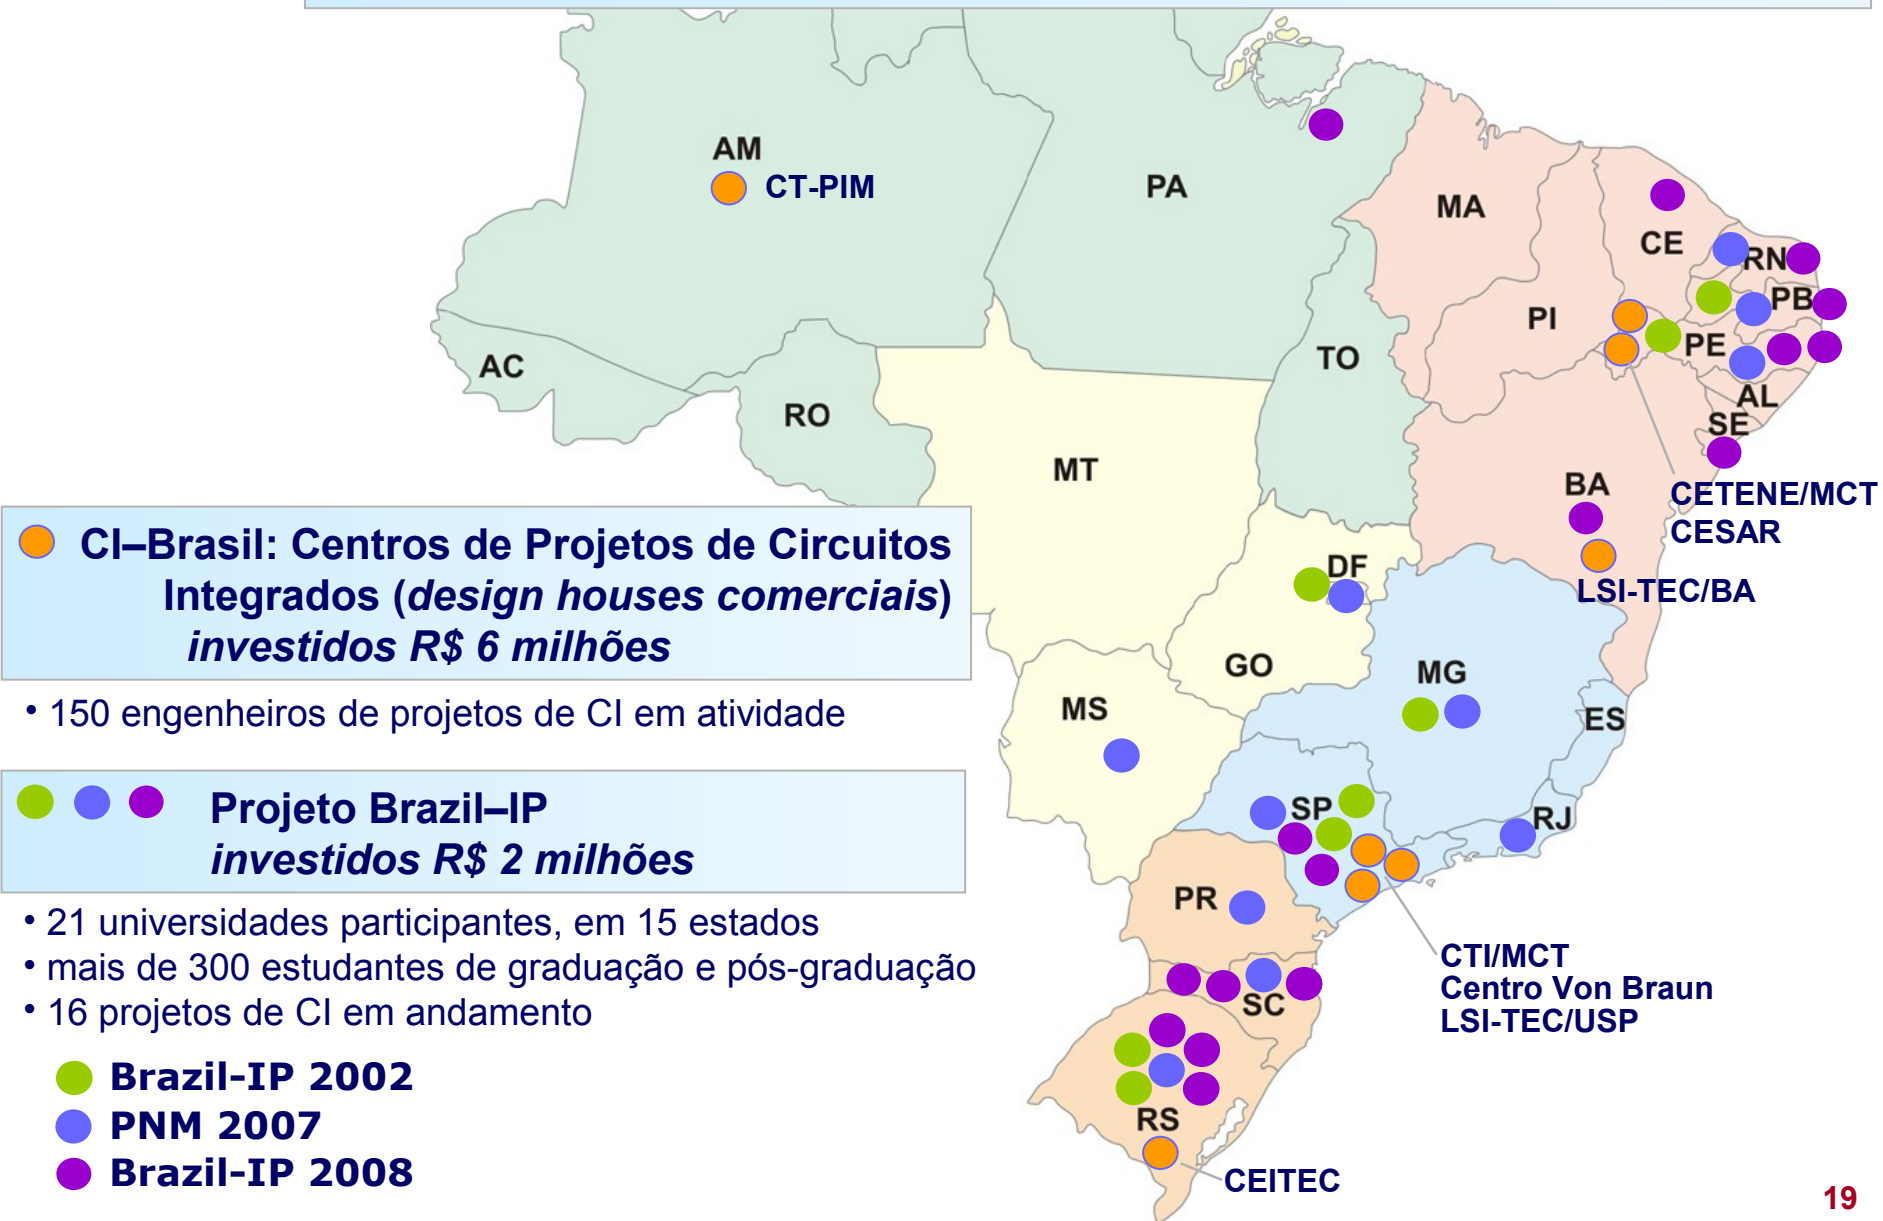 AM
CT-PIM
PA
MA
CE
RN
PB
PI
PE
TO
AC
AL
RO
SE
MT
BA
CETENE/MCT
CESAR
LSI-TEC/BA
DF
GO
MG
MS
ES
SP
RJ
PR
CTI/MCT
Centro Von Braun
LSI-TEC/USP
SC
RS
CEITEC
CI–Brasil: Centros de Projetos de Circuitos
Integrados (design houses comerciais)
investidos R$ 6 milhões
• 150 engenheiros de projetos de CI em atividade
Projeto Brazil–IP
investidos R$ 2 milhões
• 21 universidades participantes, em 15 estados
• mais de 300 estudantes de graduação e pós-graduação
• 16 projetos de CI em andamento
Brazil-IP 2002
PNM 2007
Brazil-IP 2008
19